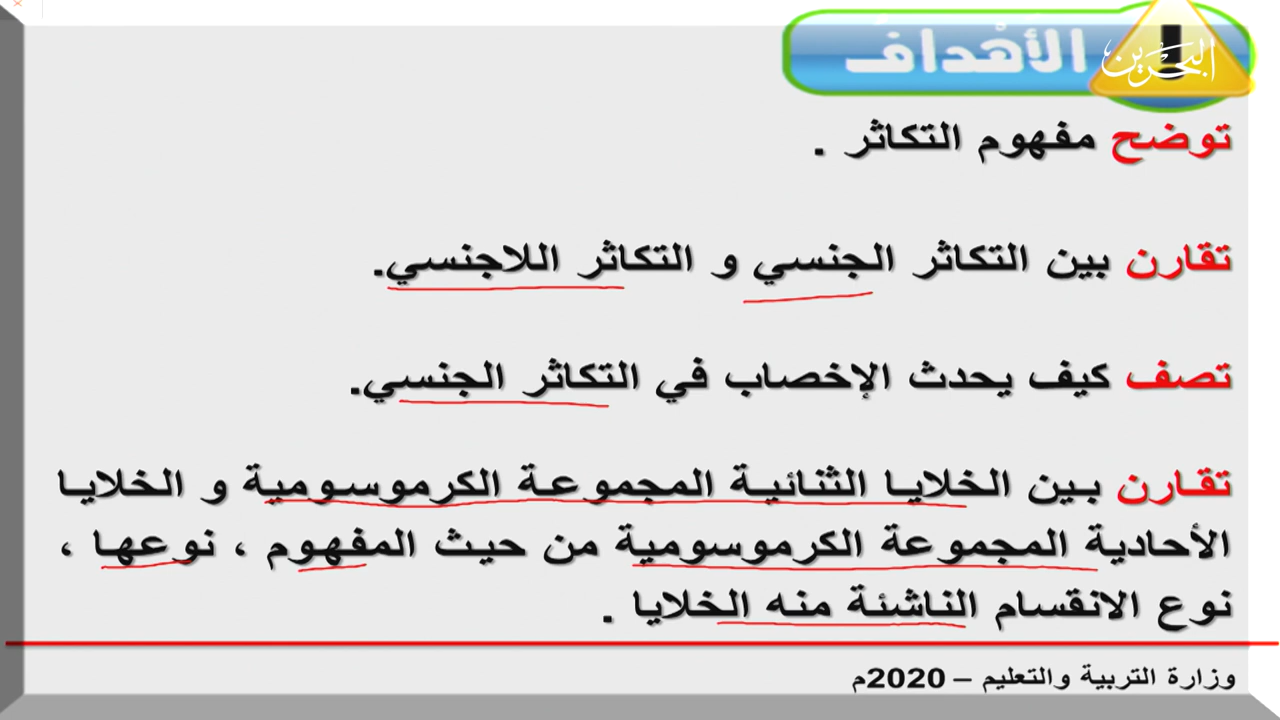 الأهداف
البحرين
توضح مفهوم التكاثر .
تقارن بين التكاثر الجنسي و التكاثر اللاجنسي.
تصف كيف يحدث الإخصاب في التكاثر الجنسي.
تقارن بين الخلايا الثنائية المجموعة الكرموسومية و الخلايا
الأحادية المجموعة الكرموسومية من حيث المفهوم ، نوعها ،
نوع الانقسام الناشئة منه الخلايا .
وزارة التربية والتعليم – 2020م